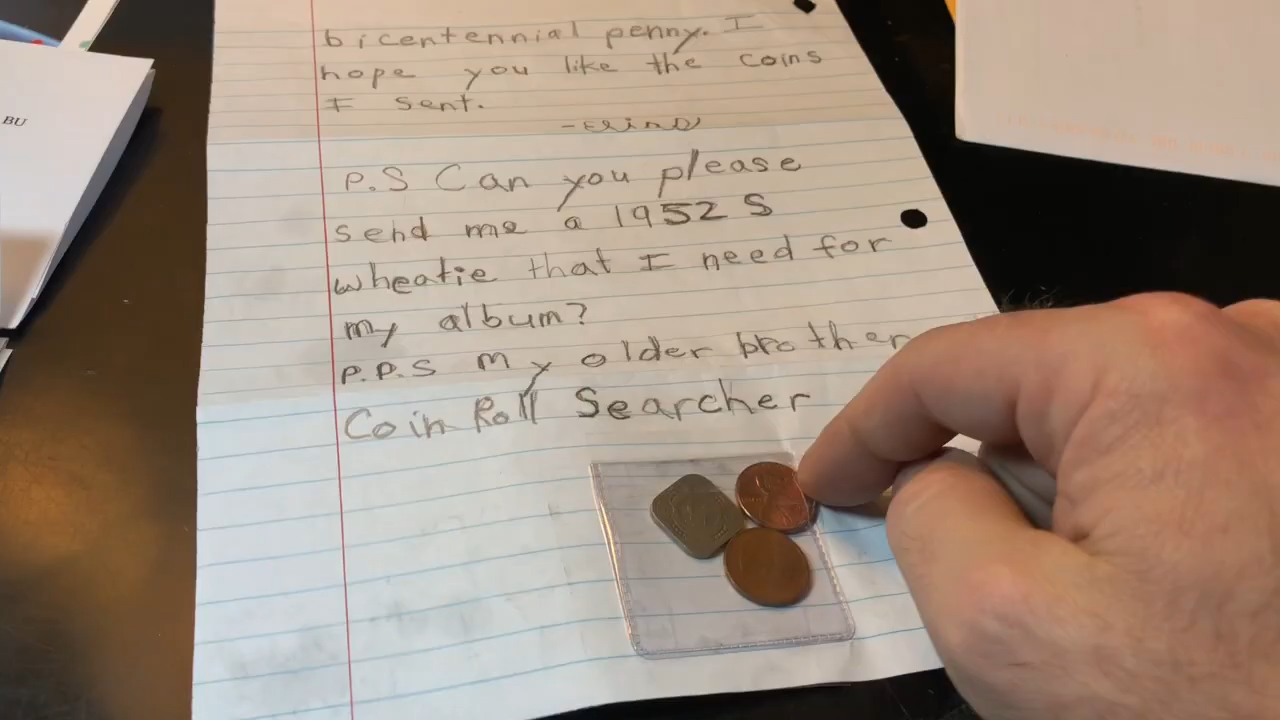 bicentennial penny. I
hope you like the coins
I sent.
P.S Can you please
send me a 1952 S
wheatie that I need for
my album?
P.P.S my older brother
Coin Roll Searcher
BU